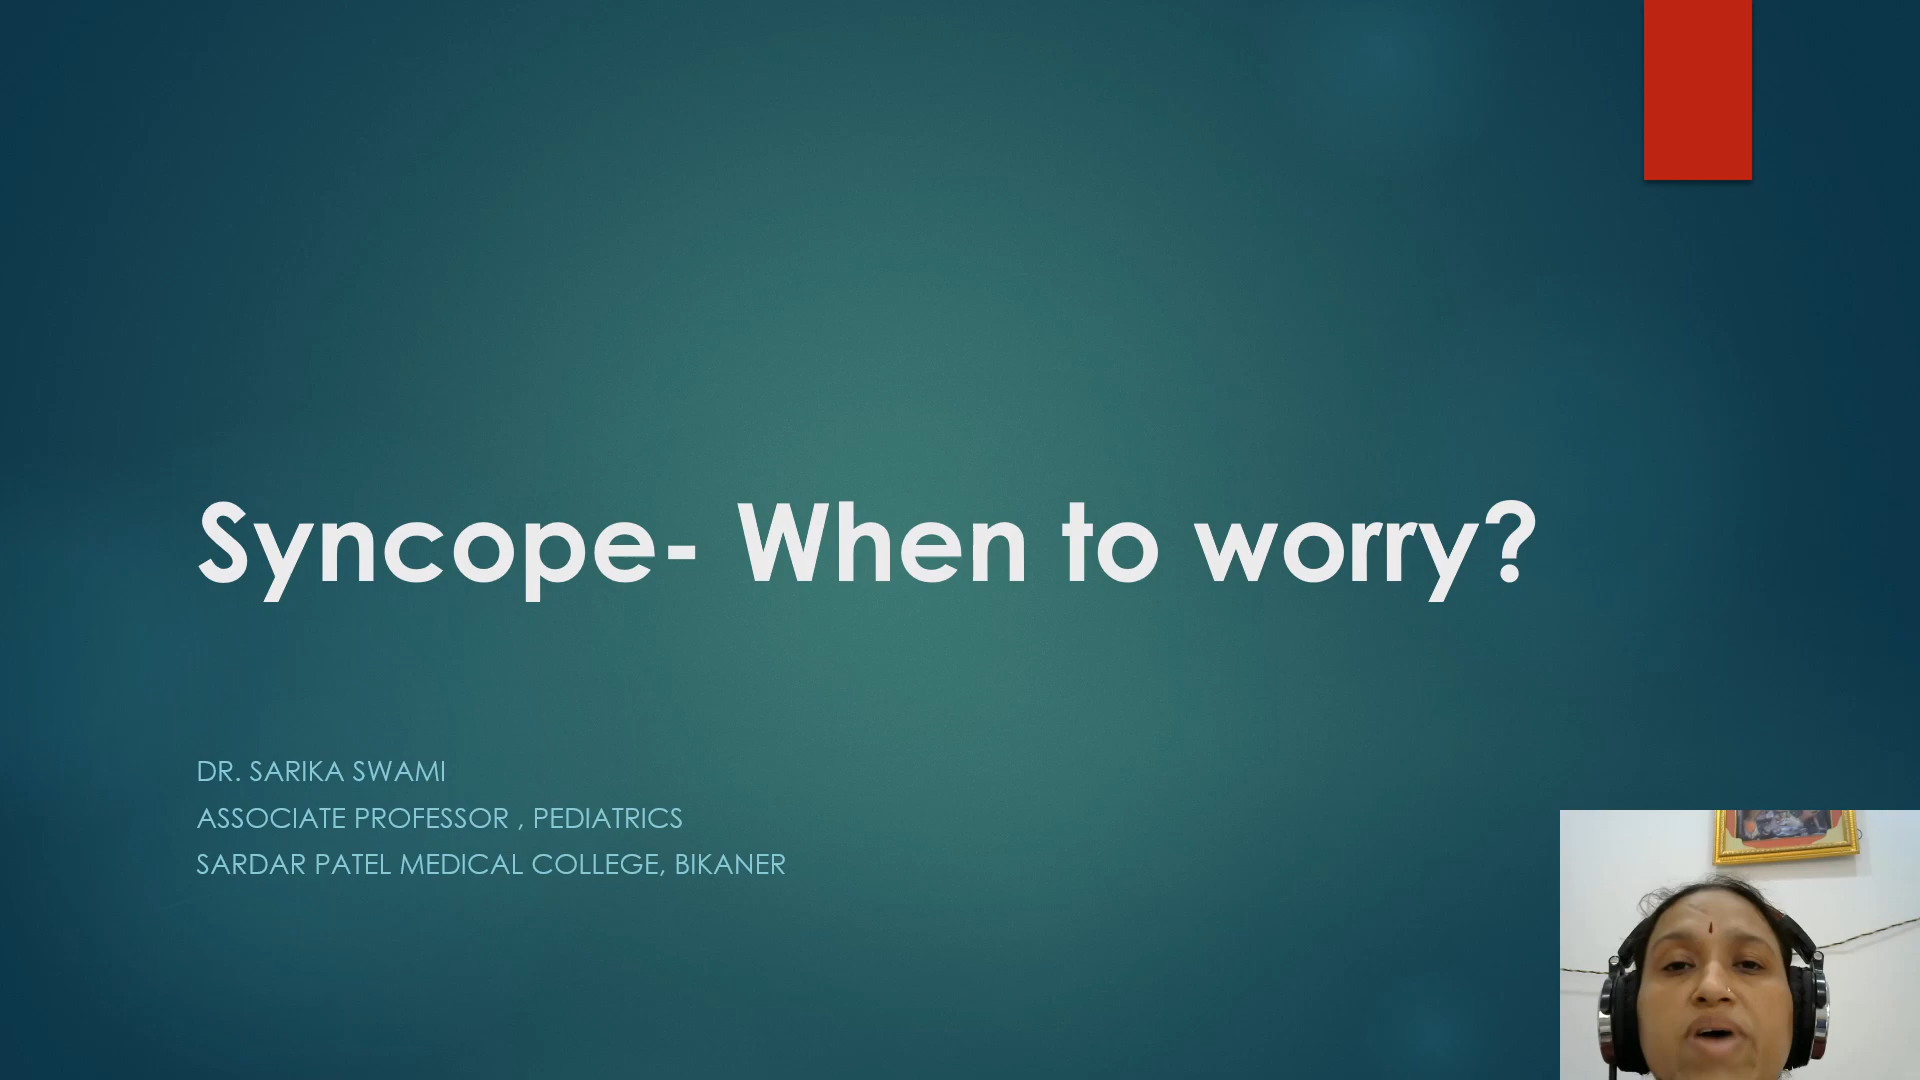 Syncope- When to worry?
DR. SARIKA SWAMI
ASSOCIATE PROFESSOR , PEDIATRICS
SARDAR PATEL MEDICAL COLLEGE, BIKANER